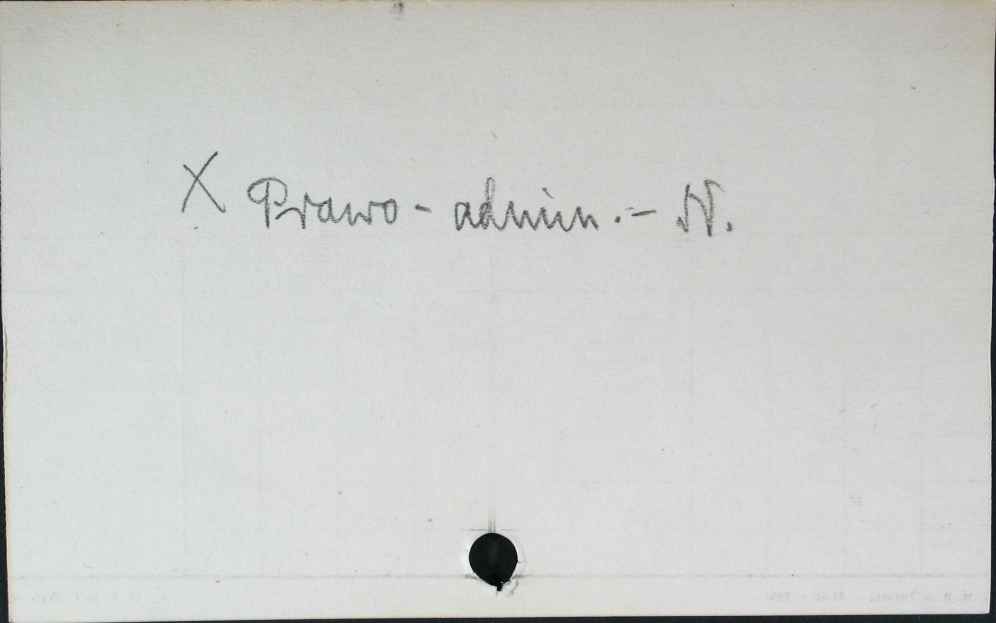 X Prawo - admin. - N.